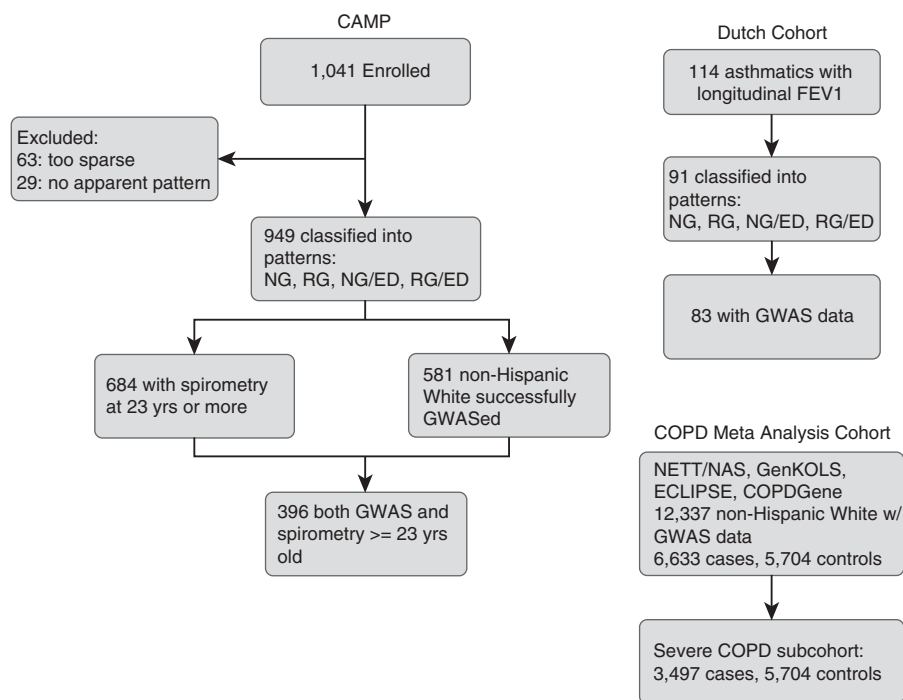 CAMP
1,041 Enrolled
Excluded:
63: too sparse
29: no apparent pattern
949 classified into
patterns:
NG, RG, NG/ED, RG/ED
684 with spirometry
at 23 yrs or more
581 non-Hispanic
White successfully
GWASed
396 both GWAS and
spirometry >= 23 yrs
old
Dutch Cohort
114 asthmatics with
longitudinal FEV1
91 classified into
patterns:
NG, RG, NG/ED, RG/ED
83 with GWAS data
COPD Meta Analysis Cohort
NETT/NAS, GenKOLS,
ECLIPSE, COPDGene
12,337 non-Hispanic White w/
GWAS data
6,633 cases, 5,704 controls
Severe COPD subcohort:
3,497 cases, 5,704 controls